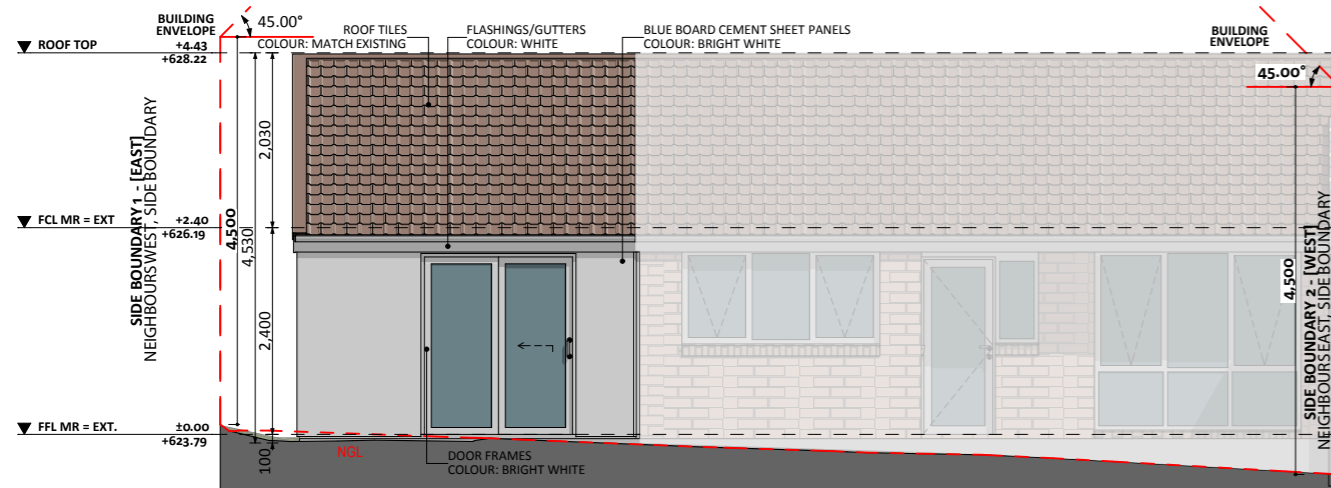 BUILDING
ENVELOPE
45.00°
ROOF TILES
COLOUR: MATCH EXISTING
FLASHINGS/GUTTERS
COLOUR: WHITE
BLUE BOARD CEMENT SHEET PANELS
COLOUR: BRIGHT WHITE
BUILDING
ENVELOPE
45.00°
ROOF TOP
+4.43
+628.22
SIDE BOUNDARY 1 - [EAST]
NEIGHBOURS WEST, SIDE BOUNDARY
2,030
FCL MR = EXT
+2.40
+626.19
4,500
4,530
2,400
4,500
SIDE BOUNDARY 2 - [WEST]
NEIGHBOURS EAST, SIDE BOUNDARY
FFL MR = EXT.
±0.00
+623.79
100
NGL
DOOR FRAMES
COLOUR: BRIGHT WHITE